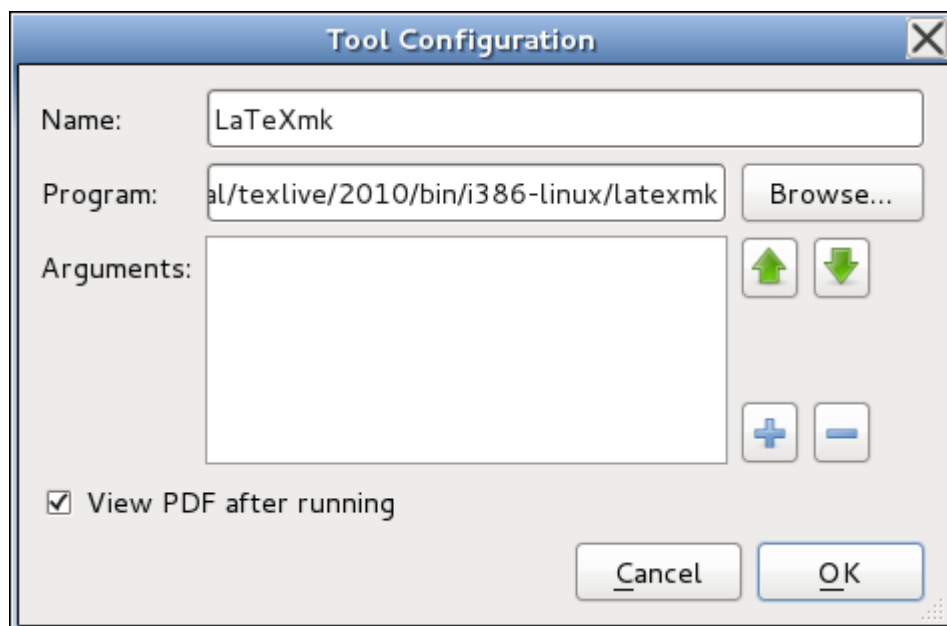 Tool Configuration
Name: LaTeXmk
Program: al/texlive/2010/bin/i386-linux/latexmk Browse...
Arguments:
View PDF after running
Cancel OK